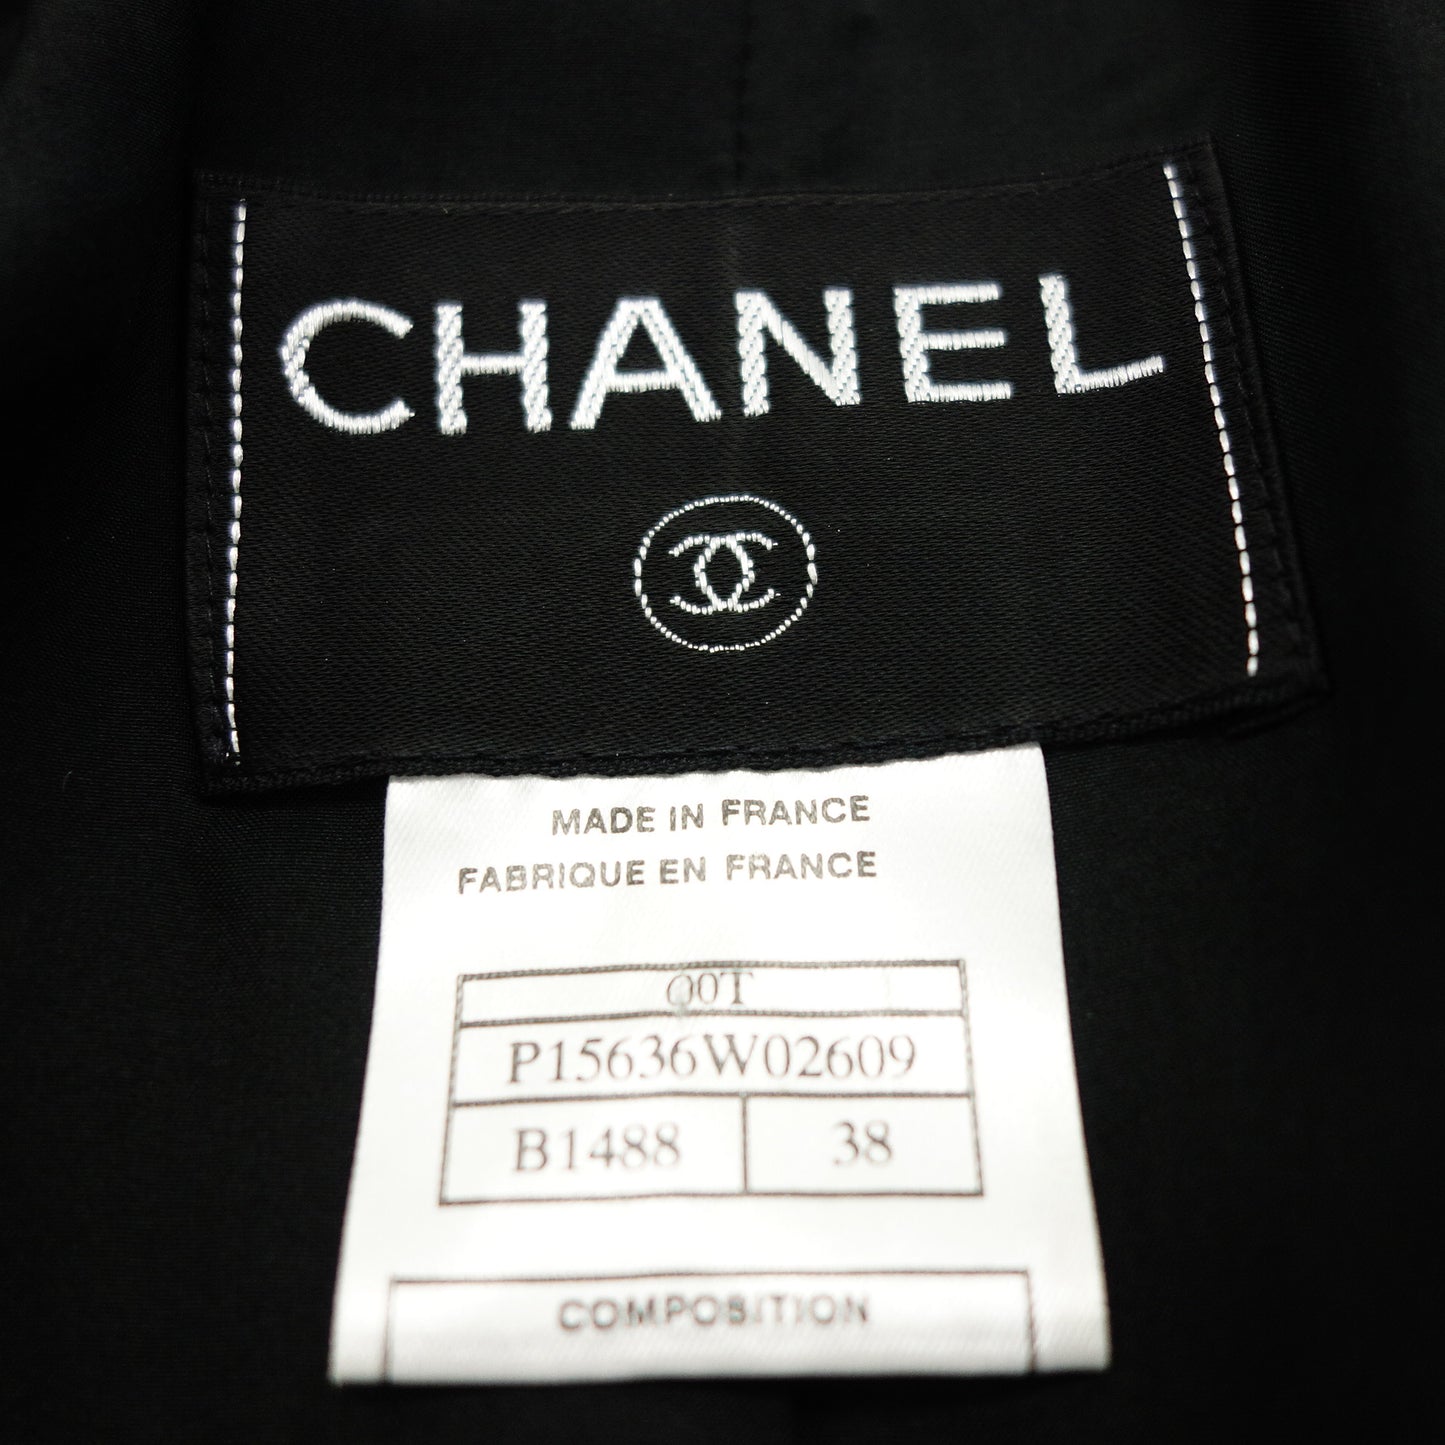 CHANEL
MADE IN FRANCE
FABRIQUE EN FRANCE
00T
P15636W02609
B1488 38
COMPOSITION